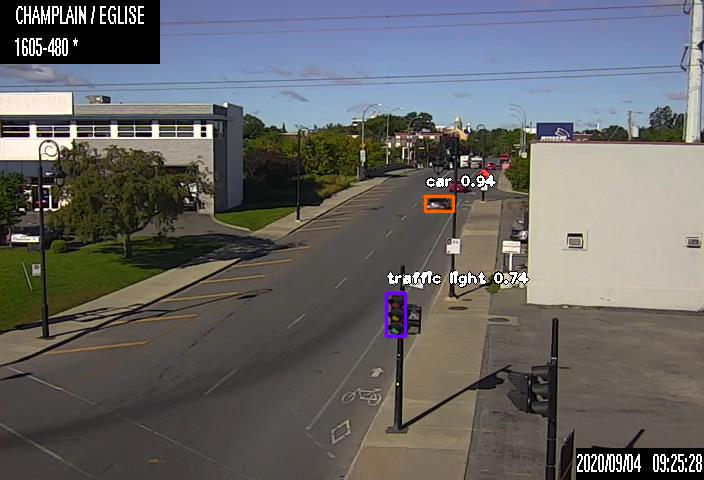 CHAMPLAIN / EGLISE
1605-480 *
car 0.94
traffic light 0.74
2020/09/04 09:25:28